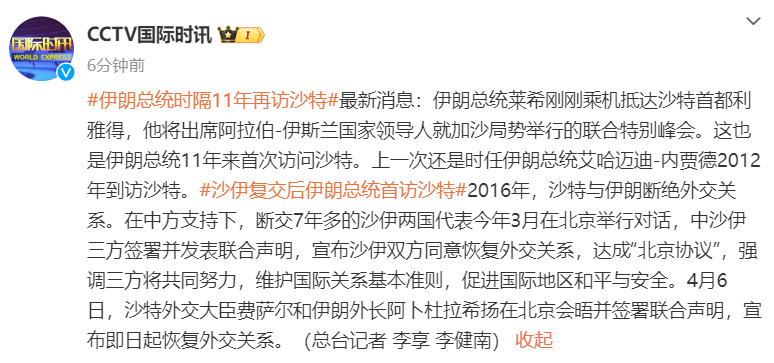 国际时讯
WORLD EXPRESS
CCTV国际时讯
1
6分钟前
#伊朗总统时隔11年再访沙特#最新消息：伊朗总统莱希刚刚乘机抵达沙特首都利
雅得，他将出席阿拉伯-伊斯兰国家领导人就加沙局势举行的联合特别峰会。这也
是伊朗总统11年来首次访问沙特。上一次还是时任伊朗总统艾哈迈迪-内贾德2012
年到访沙特。#沙伊复交后伊朗总统首访沙特#2016年，沙特与伊朗断绝外交关
系。在中方支持下，断交7年多的沙伊两国代表今年3月在北京举行对话，中沙伊
三方签署并发表联合声明，宣布沙伊双方同意恢复外交关系，达成“北京协议”，强
调三方将共同努力，维护国际关系基本准则，促进国际地区和平与安全。4月6
日，沙特外交大臣费萨尔和伊朗外长阿卜杜拉希扬在北京会晤并签署联合声明，宣
布即日起恢复外交关系。（总台记者 李享 李健南） 收起